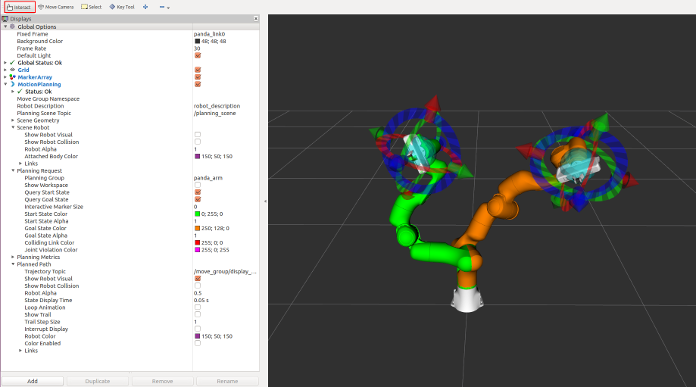 Interact Move Camera Select Key Tool
Displays
Global Options
Fixed Frame panda_link0
Background Color 48; 48; 48
Frame Rate 30
Default Light
Global Status: Ok
Grid
MarkerArray
MotionPlanning
Status: Ok
Move Group Namespace
Robot Description robot_description
Planning Scene Topic /planning_scene
Scene Geometry
Scene Robot
Show Robot Visual
Show Robot Collision
Robot Alpha 1
Attached Body Color 150; 50; 150
Links
Planning Request
Planning Group panda_arm
Show Workspace
Query Start State
Query Goal State
Interactive Marker Size 0
Start State Color 0; 255; 0
Start State Alpha 1
Goal State Color 250; 128; 0
Goal State Alpha 1
Colliding Link Color 255; 0; 0
Joint Violation Color 255; 0; 255
Planning Metrics
Planned Path
Trajectory Topic /move_group/display_...
Show Robot Visual
Show Robot Collision
Robot Alpha 0.5
State Display Time 0.05 s
Loop Animation
Show Trail
Trail Step Size 1
Interrupt Display
Robot Color 150; 50; 150
Color Enabled
Links
Add Duplicate Remove Rename